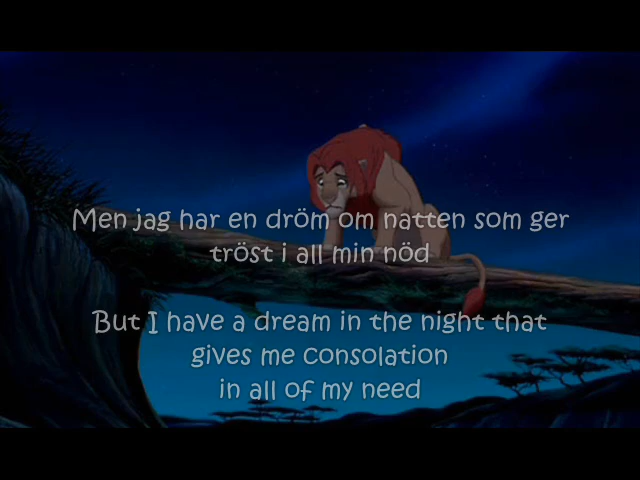 Men jag har en dröm om natten som ger
tröst i all min nöd
But I have a dream in the night that
gives me consolation
in all of my need